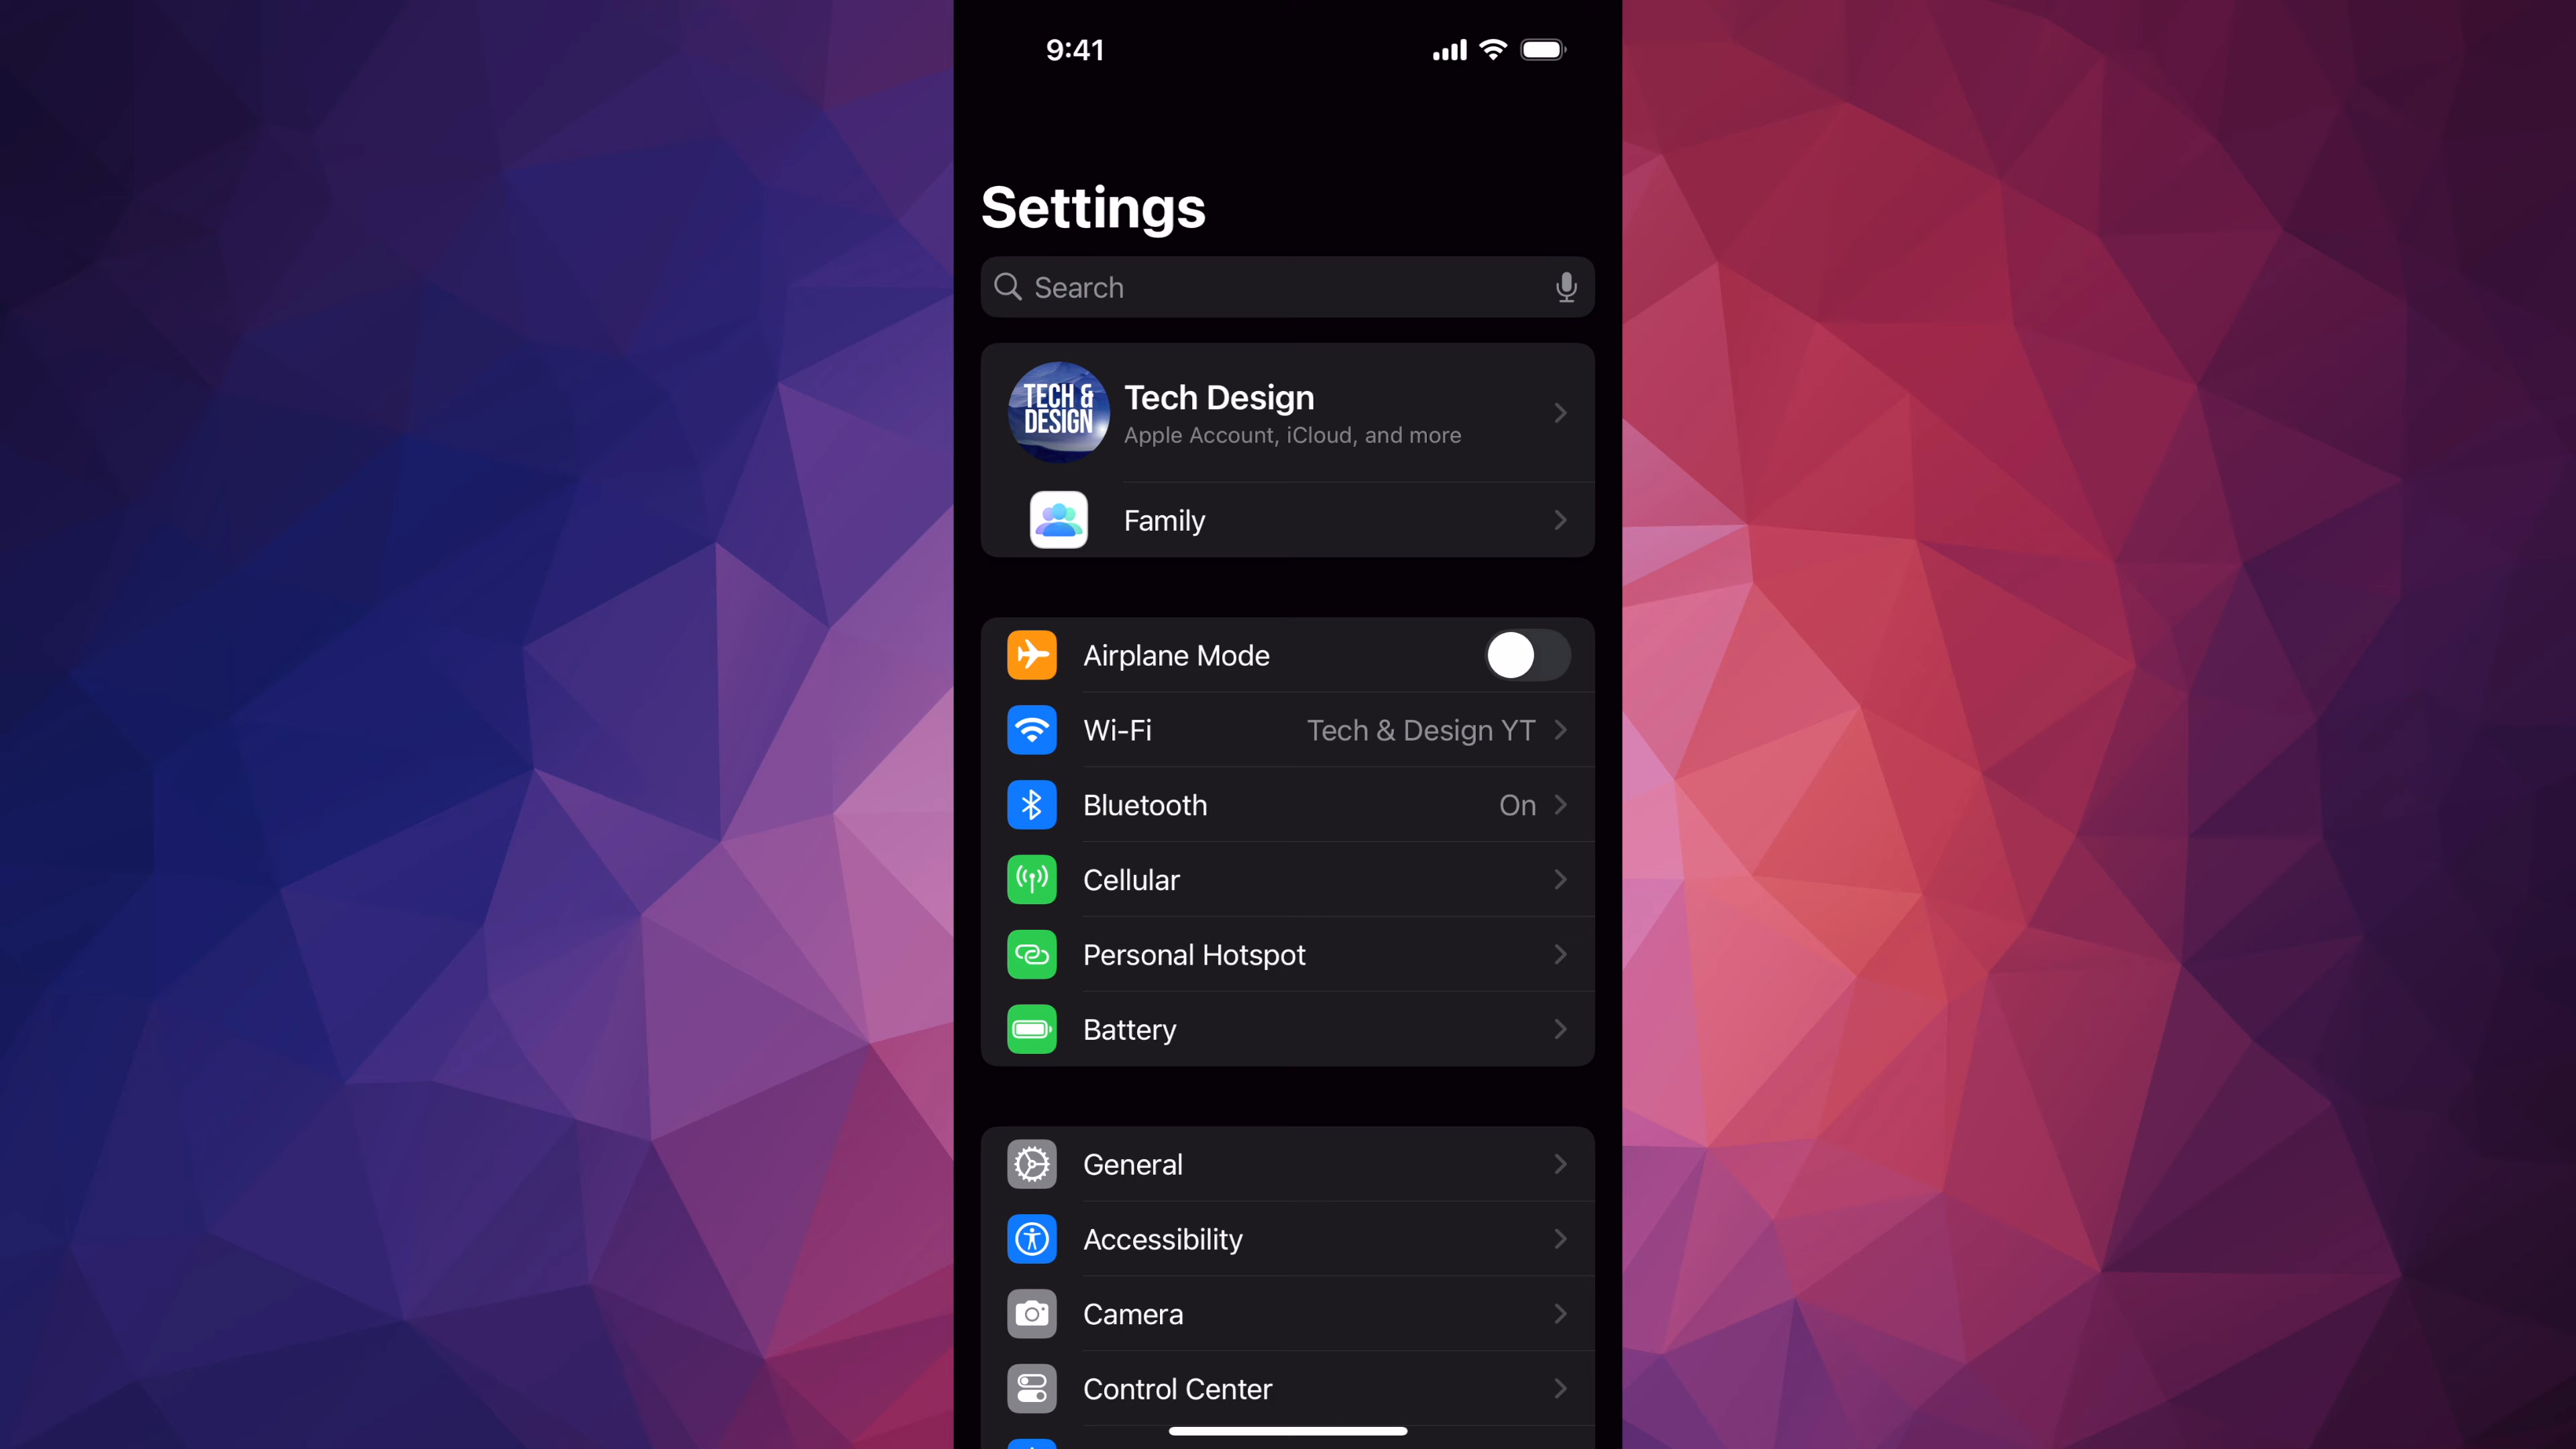 9:41
Settings
Search
TECH &
DESIGN
Tech Design
Apple Account, iCloud, and more
Family
Airplane Mode
Wi-Fi Tech & Design YT
Bluetooth On
Cellular
Personal Hotspot
Battery
General
Accessibility
Camera
Control Center